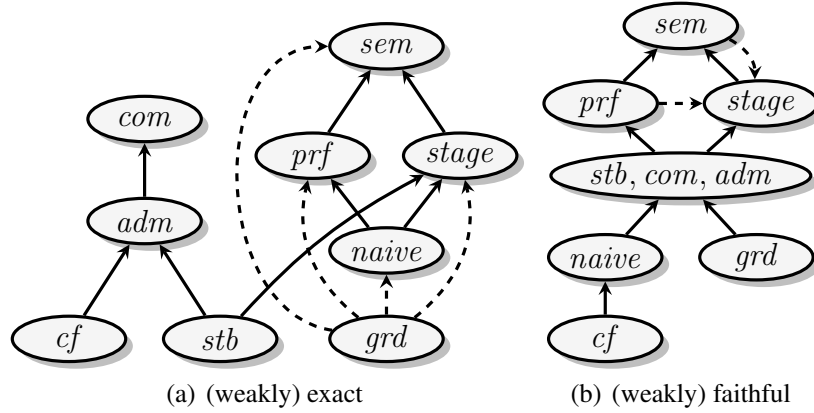 sem
sem
com
prf
stage
prf
stage
stb, com, adm
adm
naive
naive
grd
cf
stb
grd
cf
(a) (weakly) exact
(b) (weakly) faithful